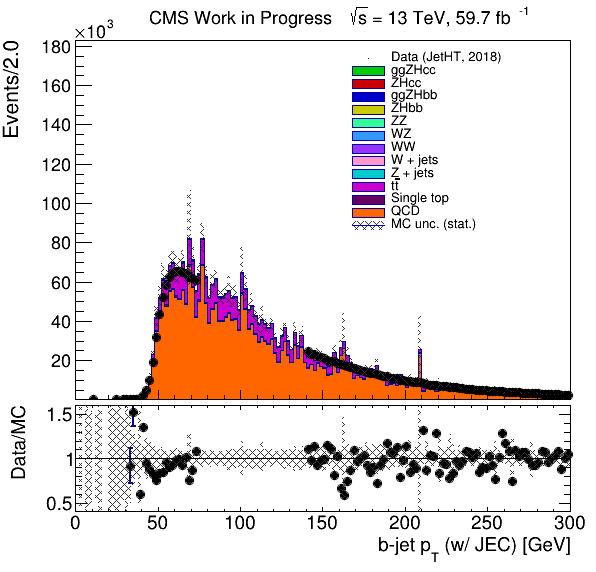 CMS Work in Progress √s = 13 TeV, 59.7 fb⁻¹
×10³
Events/2.0
180
160
140
120
100
80
60
40
20
Data (JetHT, 2018)
ggZHcc
ZHcc
ggZHbb
ZHbb
ZZ
WZ
WW
W + jets
Z + jets
tt̅
Single top
QCD
MC unc. (stat.)
Data/MC
1.5
1
0.5
0 50 100 150 200 250 300
b-jet p_T (w/ JEC) [GeV]